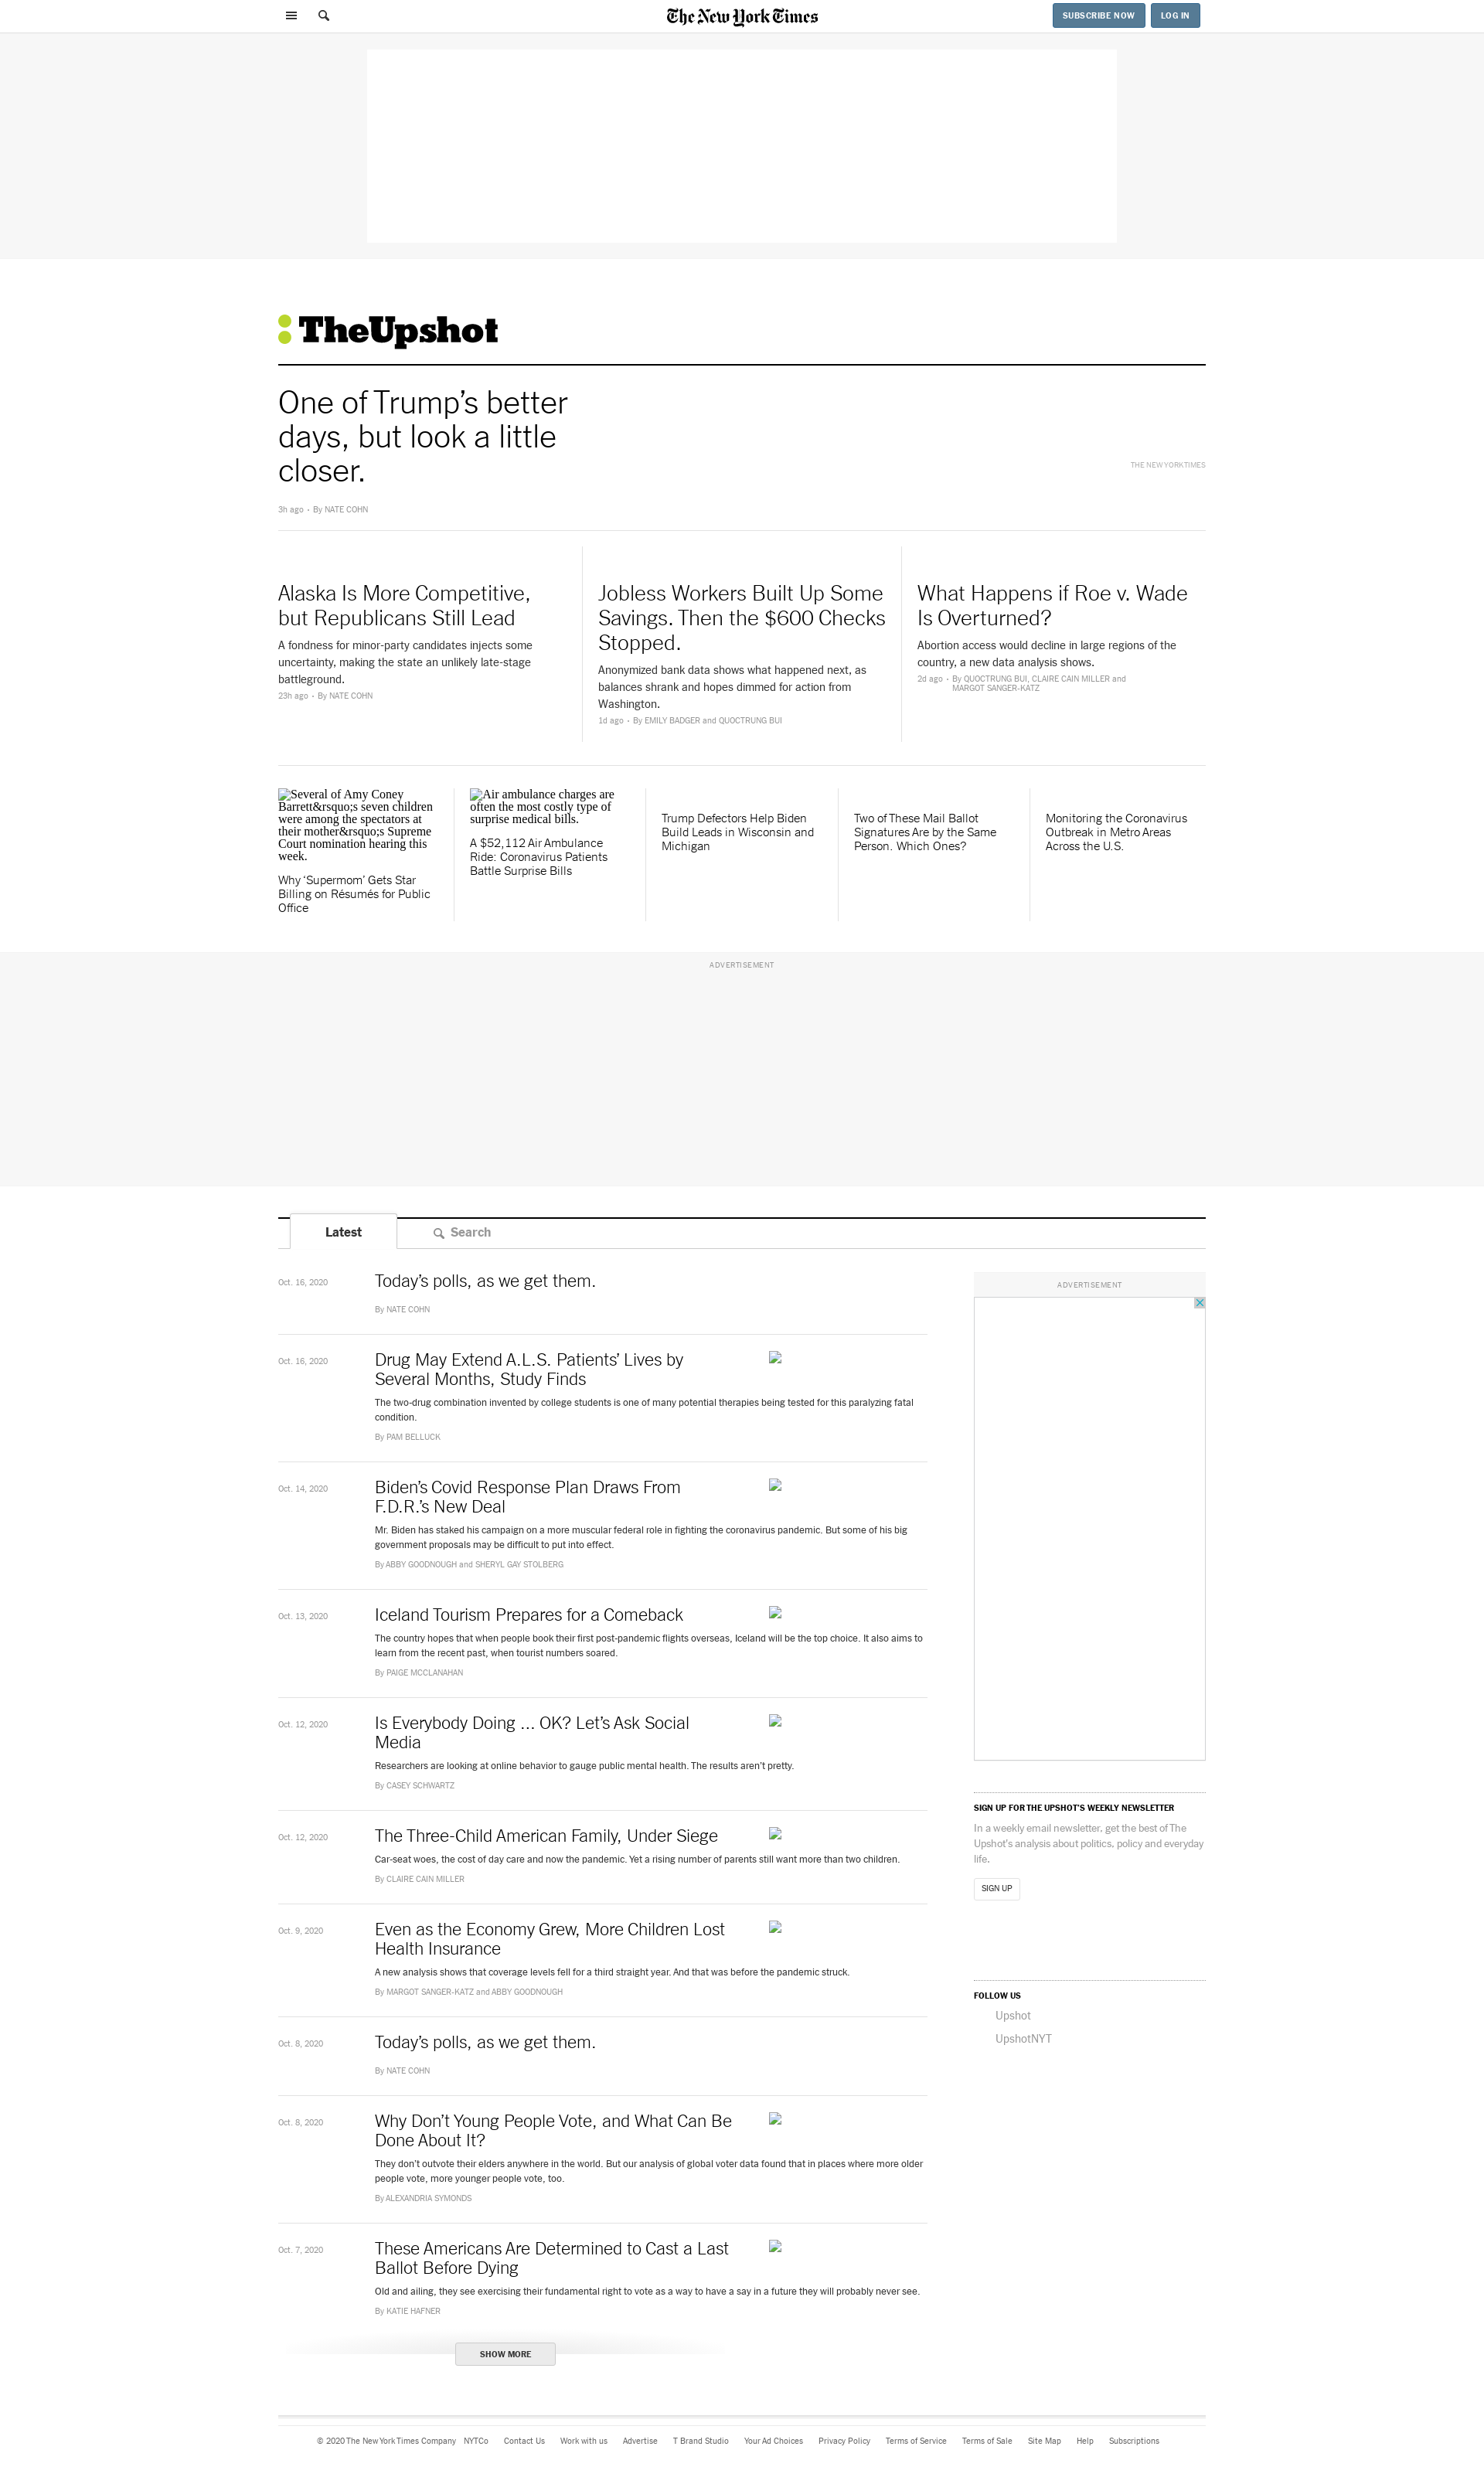 The New York Times
SUBSCRIBE NOW
LOG IN
TheUpshot
One of Trump’s better
days, but look a little
closer.
THE NEW YORK TIMES
3h ago • By NATE COHN
Alaska Is More Competitive,
but Republicans Still Lead
A fondness for minor-party candidates injects some
uncertainty, making the state an unlikely late-stage
battleground.
23h ago • By NATE COHN
Jobless Workers Built Up Some
Savings. Then the $600 Checks
Stopped.
Anonymized bank data shows what happened next, as
balances shrank and hopes dimmed for action from
Washington.
1d ago • By EMILY BADGER and QUOCTRUNG BUI
What Happens if Roe v. Wade
Is Overturned?
Abortion access would decline in large regions of the
country, a new data analysis shows.
2d ago • By QUOCTRUNG BUI, CLAIRE CAIN MILLER and
MARGOT SANGER-KATZ
Several of Amy Coney
Barrett&rsquo;s seven children
were among the spectators at
their mother&rsquo;s Supreme
Court nomination hearing this
week.
Why ‘Supermom’ Gets Star
Billing on Résumés for Public
Office
Air ambulance charges are
often the most costly type of
surprise medical bills.
A $52,112 Air Ambulance
Ride: Coronavirus Patients
Battle Surprise Bills
Trump Defectors Help Biden
Build Leads in Wisconsin and
Michigan
Two of These Mail Ballot
Signatures Are by the Same
Person. Which Ones?
Monitoring the Coronavirus
Outbreak in Metro Areas
Across the U.S.
ADVERTISEMENT
Latest
Search
Oct. 16, 2020
Today’s polls, as we get them.
By NATE COHN
Oct. 16, 2020
Drug May Extend A.L.S. Patients’ Lives by
Several Months, Study Finds
The two-drug combination invented by college students is one of many potential therapies being tested for this paralyzing fatal
condition.
By PAM BELLUCK
Oct. 14, 2020
Biden’s Covid Response Plan Draws From
F.D.R.’s New Deal
Mr. Biden has staked his campaign on a more muscular federal role in fighting the coronavirus pandemic. But some of his big
government proposals may be difficult to put into effect.
By ABBY GOODNOUGH and SHERYL GAY STOLBERG
Oct. 13, 2020
Iceland Tourism Prepares for a Comeback
The country hopes that when people book their first post-pandemic flights overseas, Iceland will be the top choice. It also aims to
learn from the recent past, when tourist numbers soared.
By PAIGE MCCLANAHAN
Oct. 12, 2020
Is Everybody Doing ... OK? Let’s Ask Social
Media
Researchers are looking at online behavior to gauge public mental health. The results aren’t pretty.
By CASEY SCHWARTZ
Oct. 12, 2020
The Three-Child American Family, Under Siege
Car-seat woes, the cost of day care and now the pandemic. Yet a rising number of parents still want more than two children.
By CLAIRE CAIN MILLER
Oct. 9, 2020
Even as the Economy Grew, More Children Lost
Health Insurance
A new analysis shows that coverage levels fell for a third straight year. And that was before the pandemic struck.
By MARGOT SANGER-KATZ and ABBY GOODNOUGH
Oct. 8, 2020
Today’s polls, as we get them.
By NATE COHN
Oct. 8, 2020
Why Don’t Young People Vote, and What Can Be
Done About It?
They don’t outvote their elders anywhere in the world. But our analysis of global voter data found that in places where more older
people vote, more younger people vote, too.
By ALEXANDRIA SYMONDS
Oct. 7, 2020
These Americans Are Determined to Cast a Last
Ballot Before Dying
Old and ailing, they see exercising their fundamental right to vote as a way to have a say in a future they will probably never see.
By KATIE HAFNER
SHOW MORE
ADVERTISEMENT
SIGN UP FOR THE UPSHOT’S WEEKLY NEWSLETTER
In a weekly email newsletter, get the best of The
Upshot’s analysis about politics, policy and everyday
life.
SIGN UP
FOLLOW US
Upshot
UpshotNYT
© 2020 The New York Times Company NYTCo Contact Us Work with us Advertise T Brand Studio Your Ad Choices Privacy Policy Terms of Service Terms of Sale Site Map Help Subscriptions